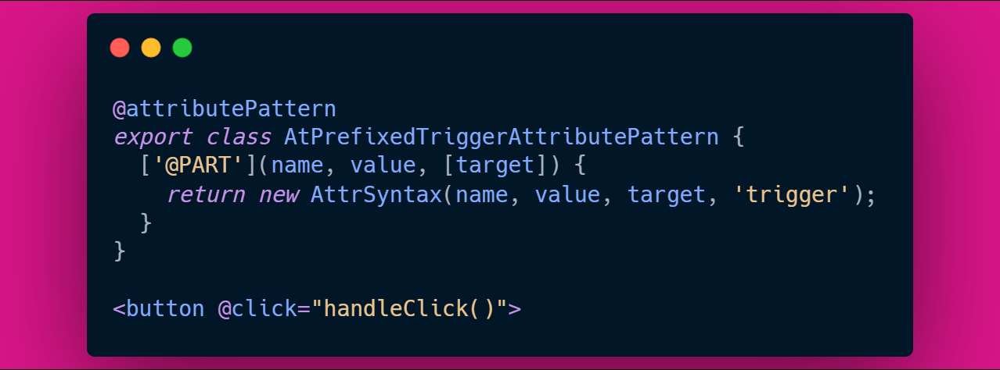 @attributePattern
export class AtPrefixedTriggerAttributePattern {
  ['@PART'](name, value, [target]) {
    return new AttrSyntax(name, value, target, 'trigger');
  }
}

<button @click="handleClick()">